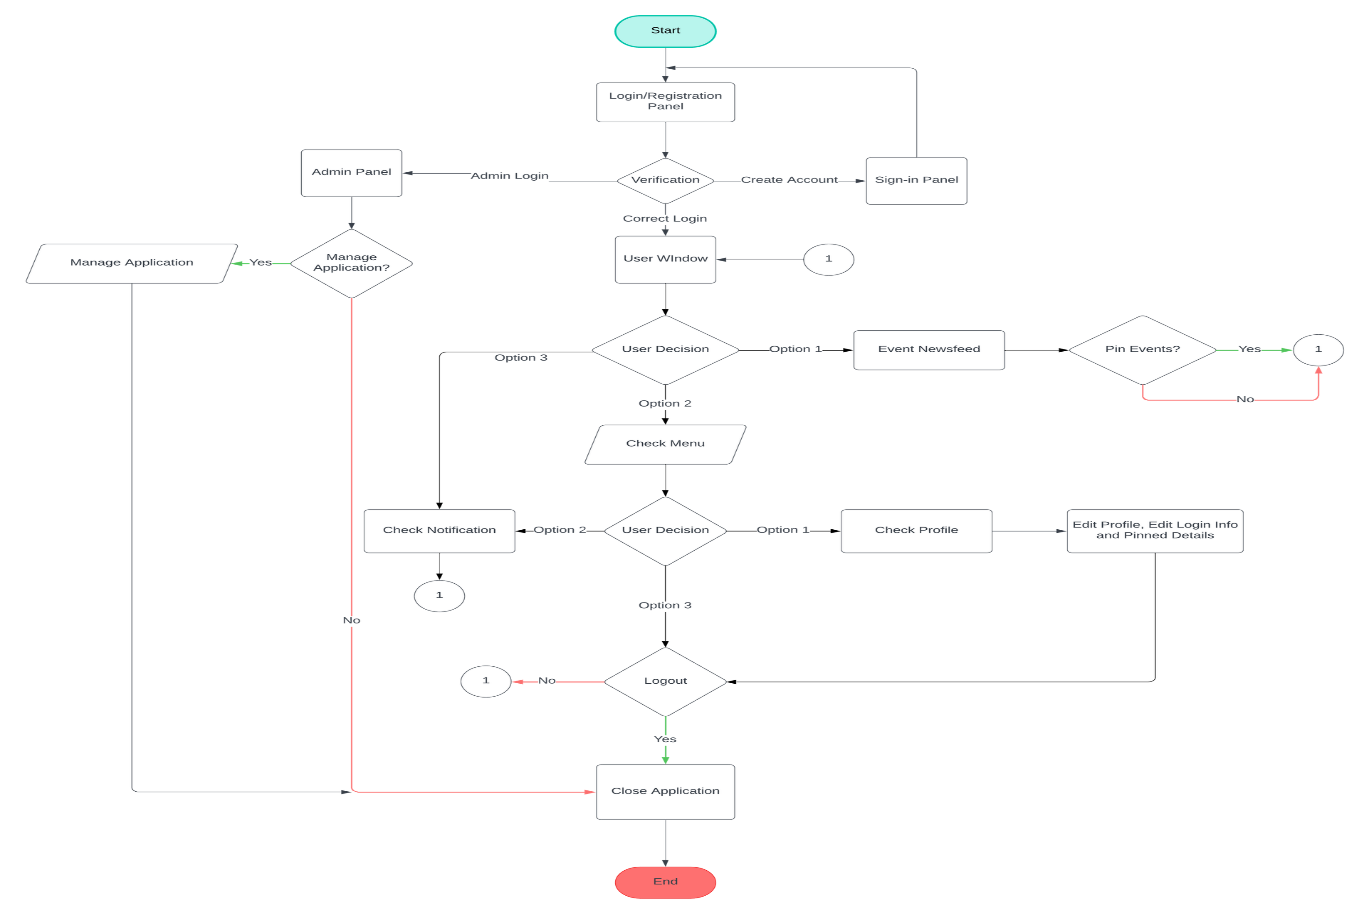 Start
Login/Registration
Panel
Admin Panel
Admin Login
Verification
Create Account
Sign-in Panel
Correct Login
Manage Application
Yes
Manage
Application?
User WIndow
1
Option 3
User Decision
Option 1
Event Newsfeed
Pin Events?
Yes
1
No
Option 2
Check Menu
Check Notification
Option 2
User Decision
Option 1
Check Profile
Edit Profile, Edit Login Info
and Pinned Details
1
Option 3
No
1
No
Logout
Yes
Close Application
End